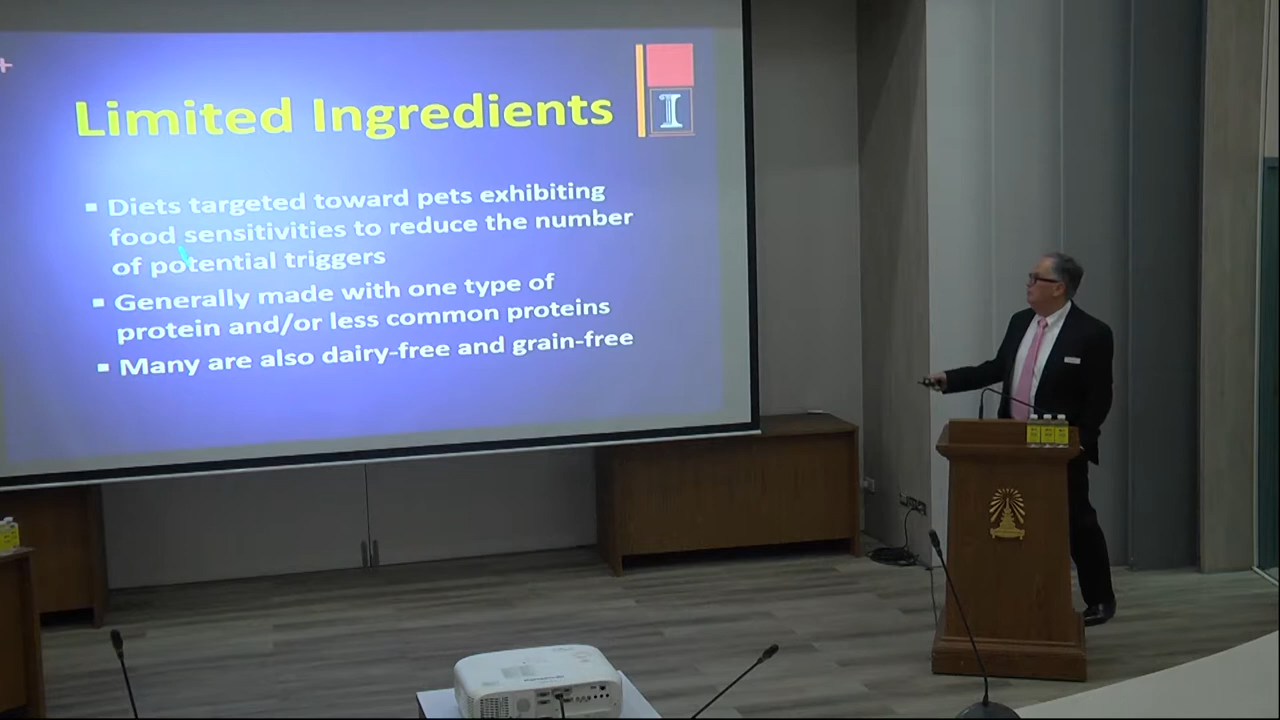 Limited Ingredients
I
▪ Diets targeted toward pets exhibiting
food sensitivities to reduce the number
of potential triggers
▪ Generally made with one type of
protein and/or less common proteins
▪ Many are also dairy-free and grain-free